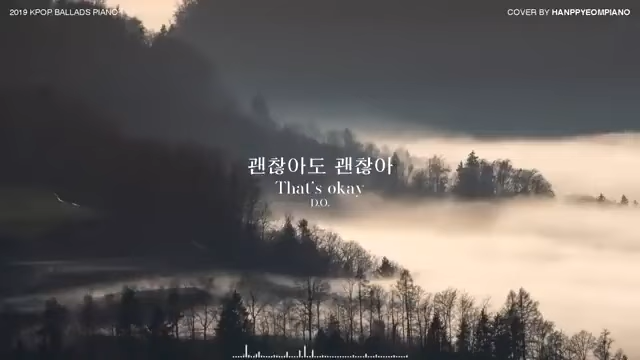 2019 KPOP BALLADS PIANO
COVER BY HANPPYEOMPIANO
괜찮아도 괜찮아
That's okay
D.O.